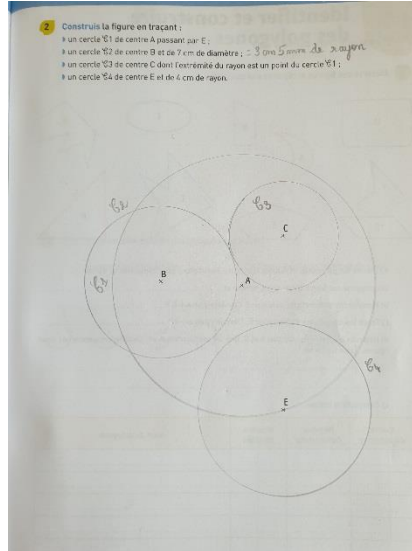 2 Construis la figure en traçant :
▸ un cercle C1 de centre A passant par E ;
▸ un cercle C2 de centre B et de 7 cm de diamètre ; = 3 cm 5 mm de rayon
▸ un cercle C3 de centre C dont l'extrémité du rayon est un point du cercle C1 ;
▸ un cercle C4 de centre E et de 4 cm de rayon.
C2
C3
C
B
C1
A
C4
E